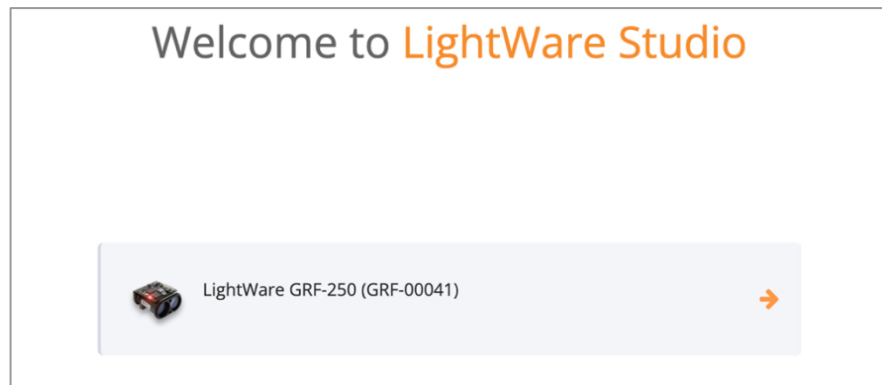 Welcome to LightWare Studio
LightWare GRF-250 (GRF-00041)